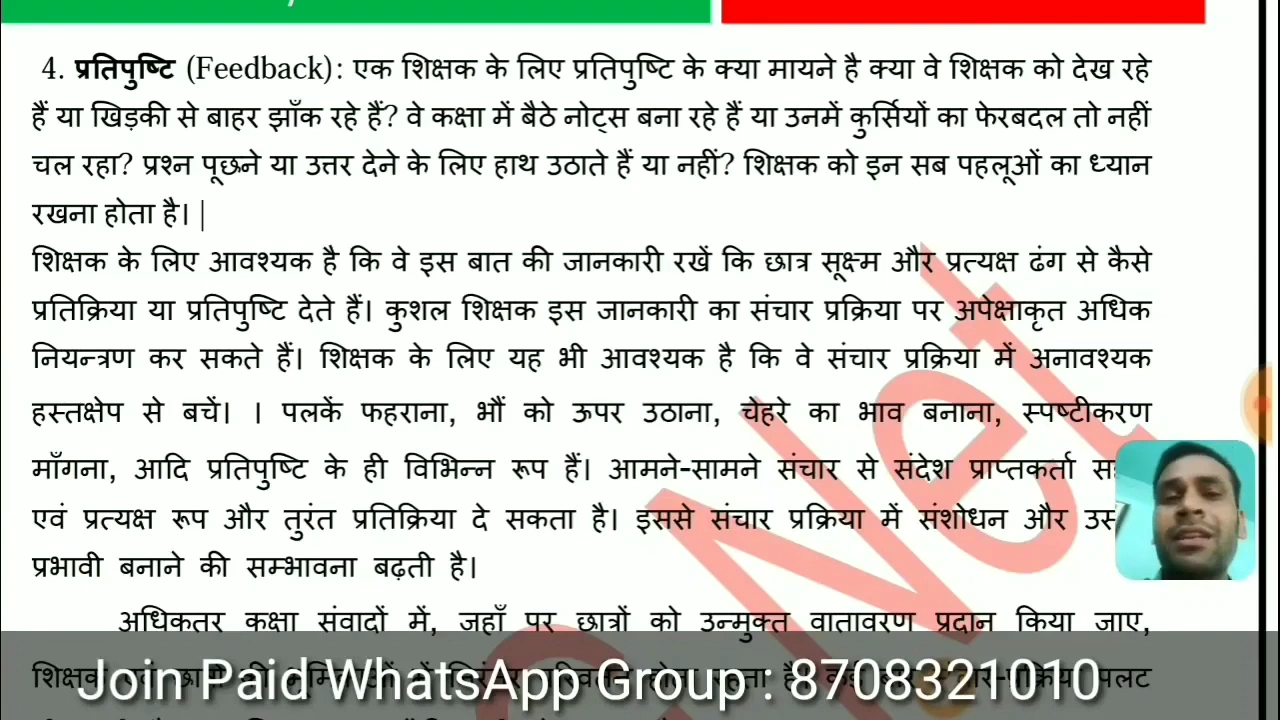 4. प्रतिपुष्टि (Feedback): एक शिक्षक के लिए प्रतिपुष्टि के क्या मायने है क्या वे शिक्षक को देख रहे
हैं या खिड़की से बाहर झाँक रहे हैं? वे कक्षा में बैठे नोट्स बना रहे हैं या उनमें कुर्सियों का फेरबदल तो नहीं
चल रहा? प्रश्न पूछने या उत्तर देने के लिए हाथ उठाते हैं या नहीं? शिक्षक को इन सब पहलूओं का ध्यान
रखना होता है। |
शिक्षक के लिए आवश्यक है कि वे इस बात की जानकारी रखें कि छात्र सूक्ष्म और प्रत्यक्ष ढंग से कैसे
प्रतिक्रिया या प्रतिपुष्टि देते हैं। कुशल शिक्षक इस जानकारी का संचार प्रक्रिया पर अपेक्षाकृत अधिक
नियन्त्रण कर सकते हैं। शिक्षक के लिए यह भी आवश्यक है कि वे संचार प्रक्रिया में अनावश्यक
हस्तक्षेप से बचें। । पलकें फहराना, भौं को ऊपर उठाना, चेहरे का भाव बनाना, स्पष्टीकरण
माँगना, आदि प्रतिपुष्टि के ही विभिन्न रूप हैं। आमने-सामने संचार से संदेश प्राप्तकर्ता
एवं प्रत्यक्ष रूप और तुरंत प्रतिक्रिया दे सकता है। इससे संचार प्रक्रिया में संशोधन और
प्रभावी बनाने की सम्भावना बढ़ती है।
अधिकतर कक्षा संवादों में, जहाँ पर छात्रों को उन्मुक्त वातावरण प्रदान किया जाए,
शिक्षक
Join Paid WhatsApp Group : 8708321010
पलट
Net